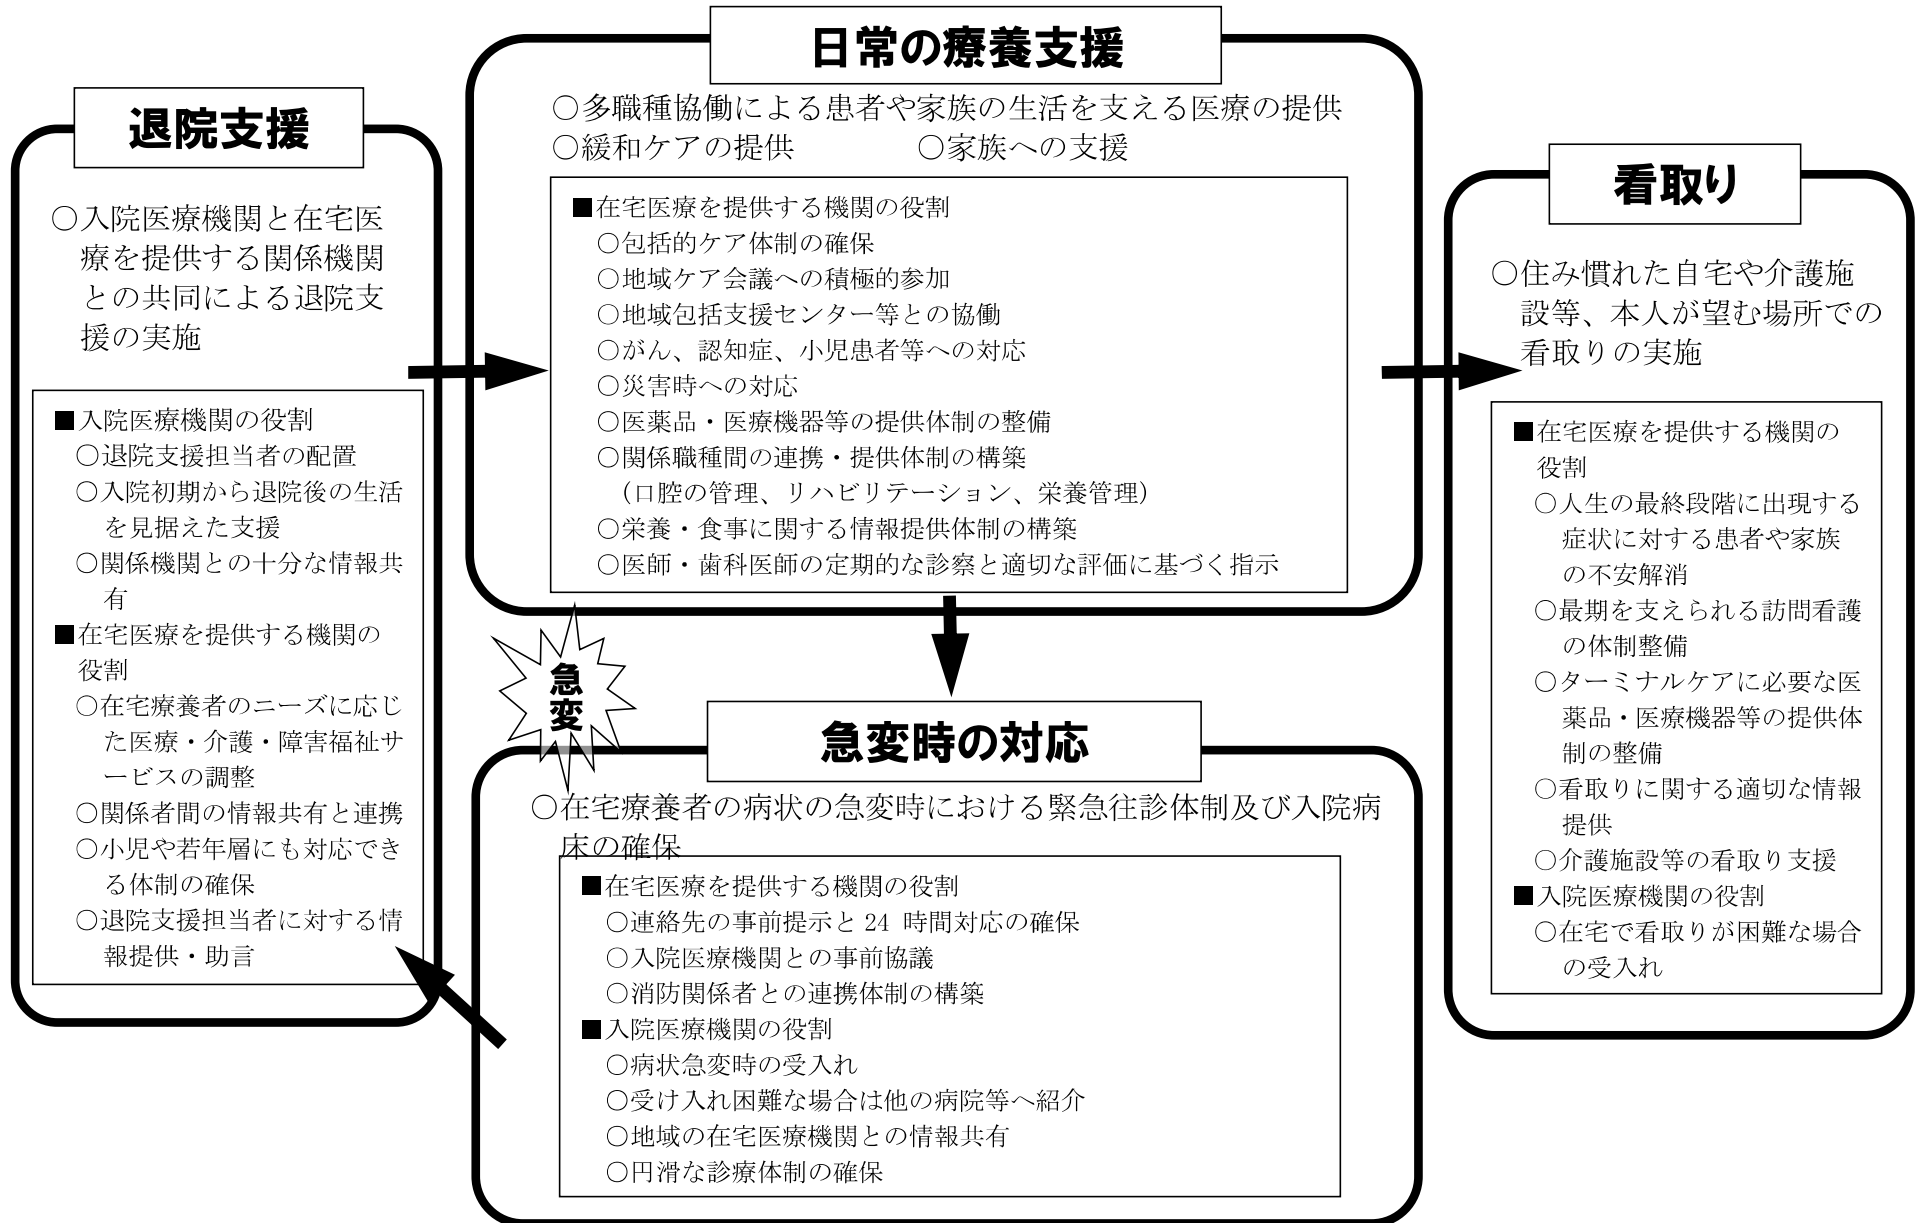 退院支援
○入院医療機関と在宅医
療を提供する関係機関
との共同による退院支
援の実施
■入院医療機関の役割
○退院支援担当者の配置
○入院初期から退院後の生活
を見据えた支援
○関係機関との十分な情報共
有
■在宅医療を提供する機関の
役割
○在宅療養者のニーズに応じ
た医療・介護・障害福祉サ
ービスの調整
○関係者間の情報共有と連携
○小児や若年層にも対応でき
る体制の確保
○退院支援担当者に対する情
報提供・助言
日常の療養支援
○多職種協働による患者や家族の生活を支える医療の提供
○緩和ケアの提供　　　　○家族への支援
■在宅医療を提供する機関の役割
○包括的ケア体制の確保
○地域ケア会議への積極的参加
○地域包括支援センター等との協働
○がん、認知症、小児患者等への対応
○災害時への対応
○医薬品・医療機器等の提供体制の整備
○関係職種間の連携・提供体制の構築
（口腔の管理、リハビリテーション、栄養管理）
○栄養・食事に関する情報提供体制の構築
○医師・歯科医師の定期的な診察と適切な評価に基づく指示
急
変
急変時の対応
○在宅療養者の病状の急変時における緊急往診体制及び入院病
床の確保
■在宅医療を提供する機関の役割
○連絡先の事前提示と 24 時間対応の確保
○入院医療機関との事前協議
○消防関係者との連携体制の構築
■入院医療機関の役割
○病状急変時の受入れ
○受け入れ困難な場合は他の病院等へ紹介
○地域の在宅医療機関との情報共有
○円滑な診療体制の確保
看取り
○住み慣れた自宅や介護施
設等、本人が望む場所での
看取りの実施
■在宅医療を提供する機関の
役割
○人生の最終段階に出現する
症状に対する患者や家族
の不安解消
○最期を支えられる訪問看護
の体制整備
○ターミナルケアに必要な医
薬品・医療機器等の提供体
制の整備
○看取りに関する適切な情報
提供
○介護施設等の看取り支援
■入院医療機関の役割
○在宅で看取りが困難な場合
の受入れ